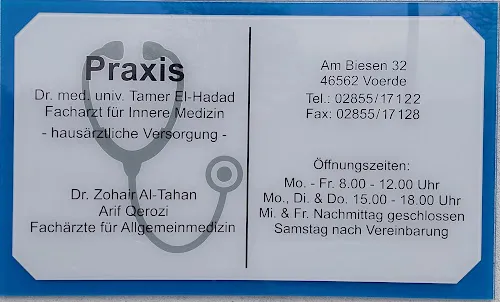 Praxis
Dr. med. univ. Tamer El-Hadad
Facharzt für Innere Medizin
- hausärztliche Versorgung -
Dr. Zohair Al-Tahan
Arif Qerozi
Fachärzte für Allgemeinmedizin
Am Biesen 32
46562 Voerde
Tel.: 02855/17122
Fax: 02855/17128
Öffnungszeiten:
Mo. - Fr. 8.00 - 12.00 Uhr
Mo., Di. & Do. 15.00 - 18.00 Uhr
Mi. & Fr. Nachmittag geschlossen
Samstag nach Vereinbarung